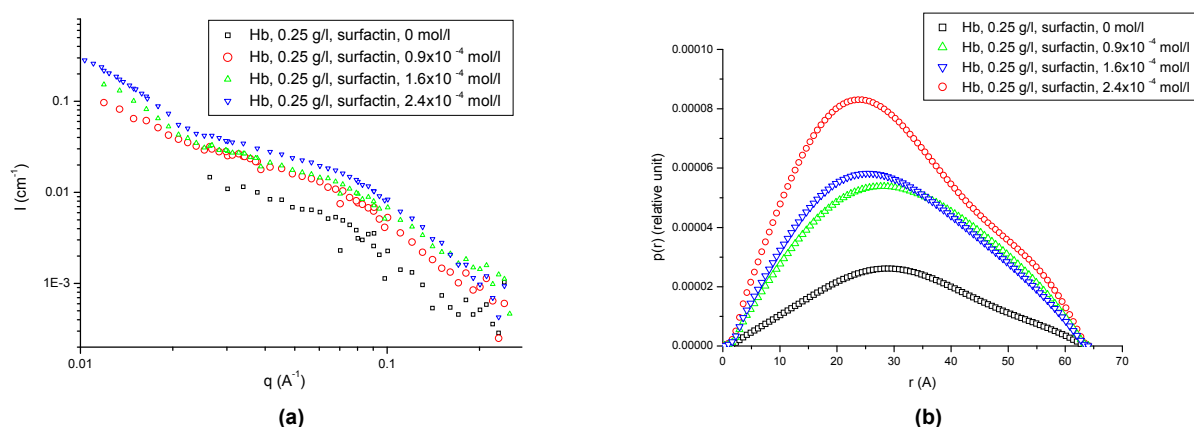 Hb, 0.25 g/l, surfactin, 0 mol/l
Hb, 0.25 g/l, surfactin, 0.9x10⁻⁴ mol/l
Hb, 0.25 g/l, surfactin, 1.6x10⁻⁴ mol/l
Hb, 0.25 g/l, surfactin, 2.4x10⁻⁴ mol/l
I (cm⁻¹)
1
0.1
0.01
1E-3
0.01
0.1
q (A⁻¹)
(a)
Hb, 0.25 g/l, surfactin, 0 mol/l
Hb, 0.25 g/l, surfactin, 0.9x10⁻⁴ mol/l
Hb, 0.25 g/l, surfactin, 1.6x10⁻⁴ mol/l
Hb, 0.25 g/l, surfactin, 2.4x10⁻⁴ mol/l
p(r) (relative unit)
0.00010
0.00008
0.00006
0.00004
0.00002
0.00000
0 10 20 30 40 50 60 70
r (A)
(b)